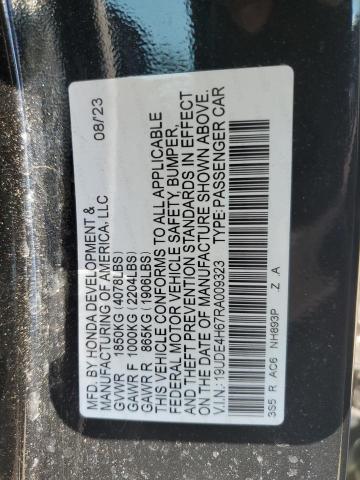 MFD. BY HONDA DEVELOPMENT & 08/23
MANUFACTURING OF AMERICA, LLC
GVWR 1850KG (4078LBS)
GAWR F 1000KG (2204LBS)
GAWR R 865KG (1906LBS)
THIS VEHICLE CONFORMS TO ALL APPLICABLE
FEDERAL MOTOR VEHICLE SAFETY, BUMPER,
AND THEFT PREVENTION STANDARDS IN EFFECT
ON THE DATE OF MANUFACTURE SHOWN ABOVE.
V.I.N.: 19UDE4H67RA009323 TYPE: PASSENGER CAR
3S5 R AC6 NH893P Z .A